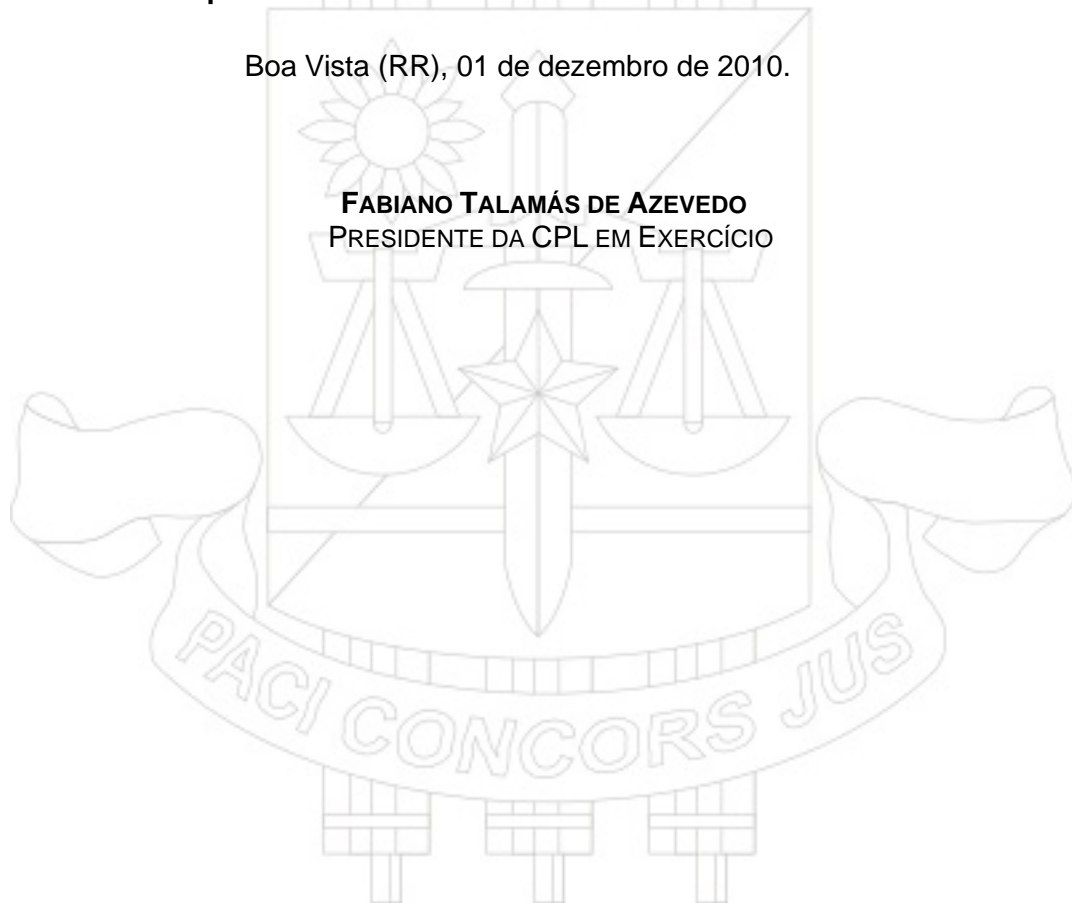 Boa Vista (RR), 01 de dezembro de 2010.
FABIANO TALAMÁS DE AZEVEDO
PRESIDENTE DA CPL EM EXERCÍCIO
PACI CONCORS JUS